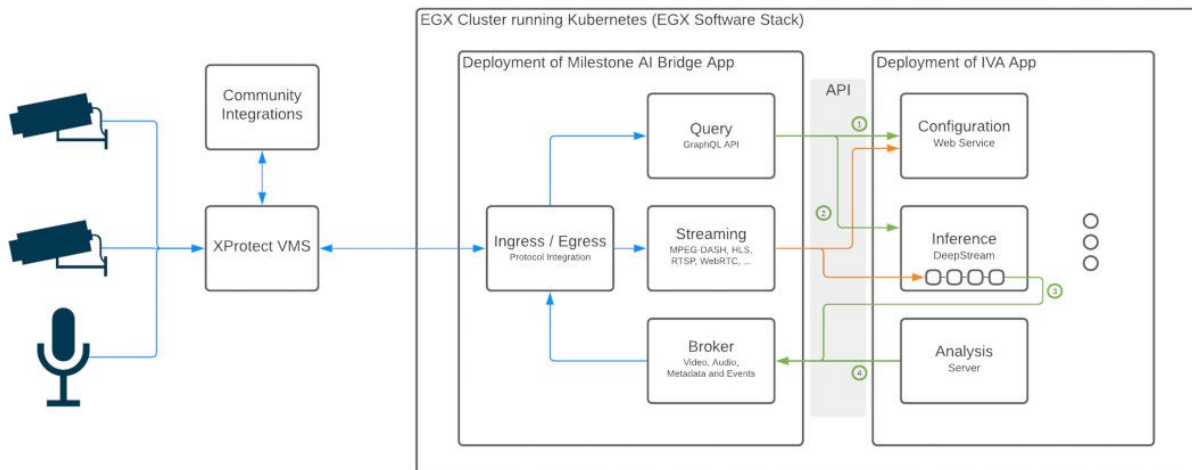 EGX Cluster running Kubernetes (EGX Software Stack)
Deployment of Milestone AI Bridge App
Deployment of IVA App
API
Community
Integrations
XProtect VMS
Ingress / Egress
Protocol Integration
Query
GraphQL API
Streaming
MPEG-DASH, HLS,
RTSP, WebRTC, ...
Broker
Video, Audio,
Metadata and Events
1
2
3
4
Configuration
Web Service
Inference
DeepStream
Analysis
Server